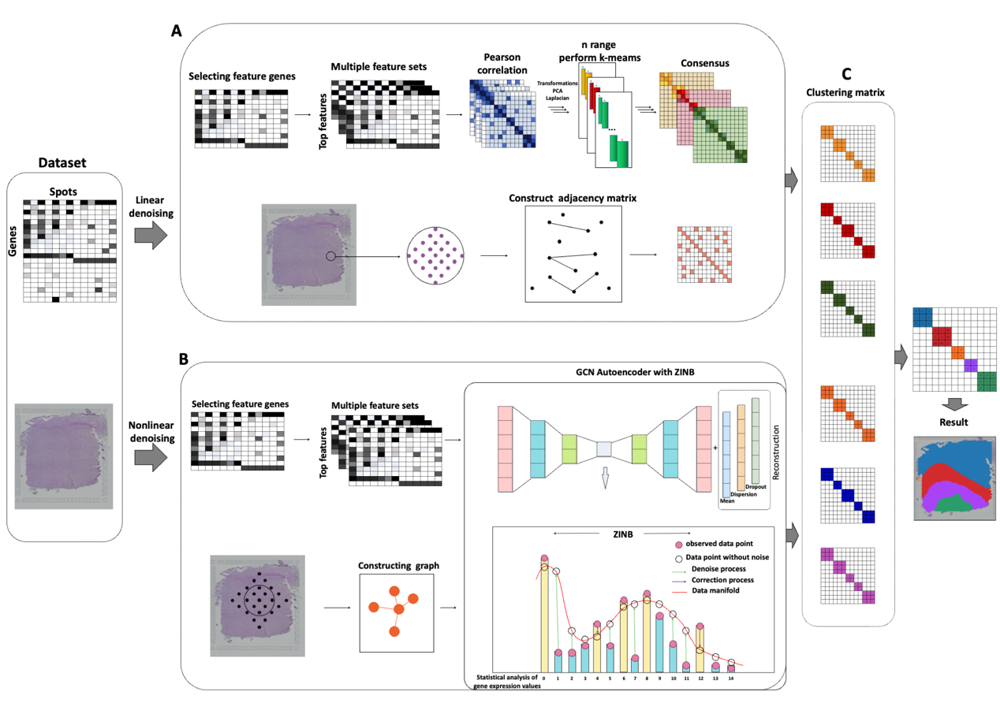 A
Selecting feature genes
Multiple feature sets
Top features
Pearson
correlation
Transformations
PCA
Laplacian
n range
perform k-meams
...
Consensus
Construct adjacency matrix
Dataset
Spots
Genes
Linear
denoising
Nonlinear
denoising
B
Selecting feature genes
Multiple feature sets
Top features
Constructing graph
GCN Autoencoder with ZINB
+
Mean
Dispersion
Dropout
Reconstruction
ZINB
observed data point
Data point without noise
Denoise process
Correction process
Data manifold
Statistical analysis of
gene expression values
0 1 2 3 4 5 6 7 8 9 10 11 12 13 14
C
Clustering matrix
Result